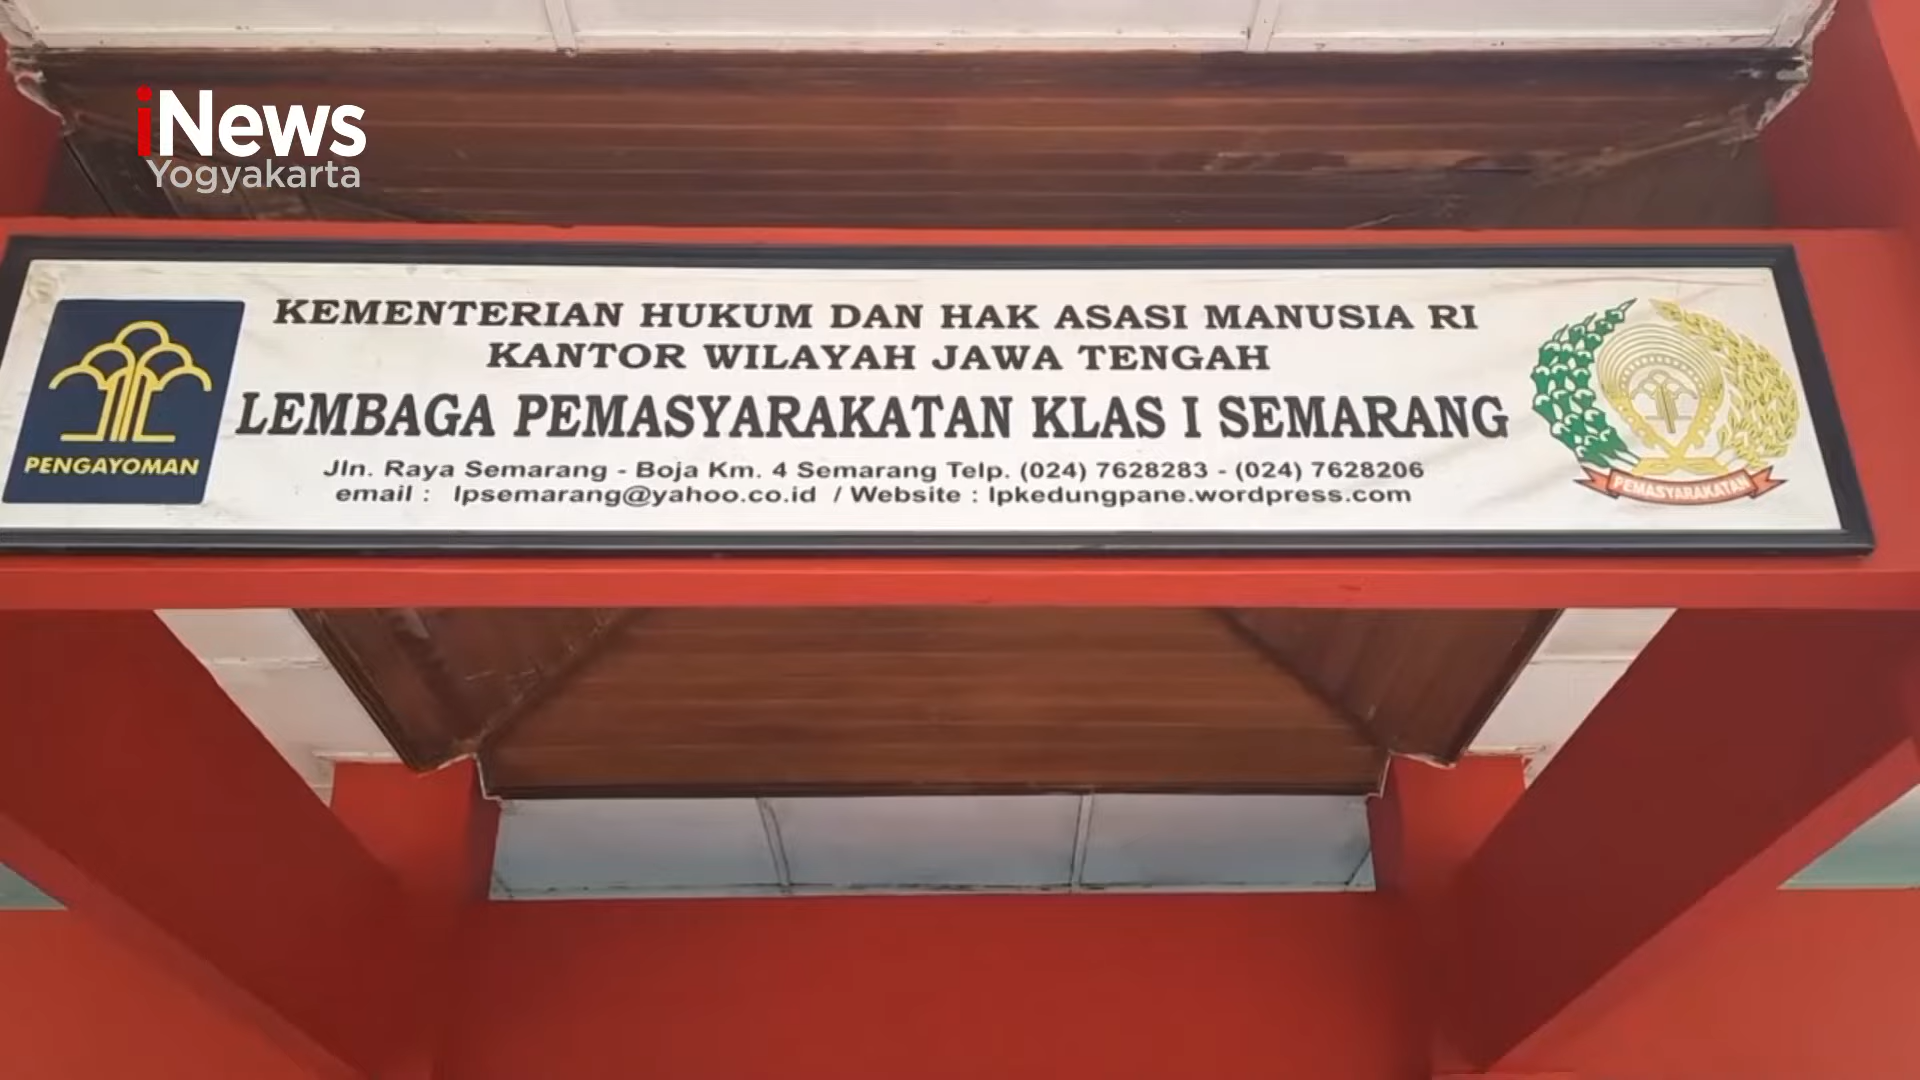 iNews
Yogyakarta
KEMENTERIAN HUKUM DAN HAK ASASI MANUSIA RI
KANTOR WILAYAH JAWA TENGAH
LEMBAGA PEMASYARAKATAN KLAS I SEMARANG
Jln. Raya Semarang - Boja Km. 4 Semarang Telp. (024) 7628283 - (024) 7628206
email : lpsemarang@yahoo.co.id / Website : lpkedungpane.wordpress.com
PENGAYOMAN
PEMASYARAKATAN